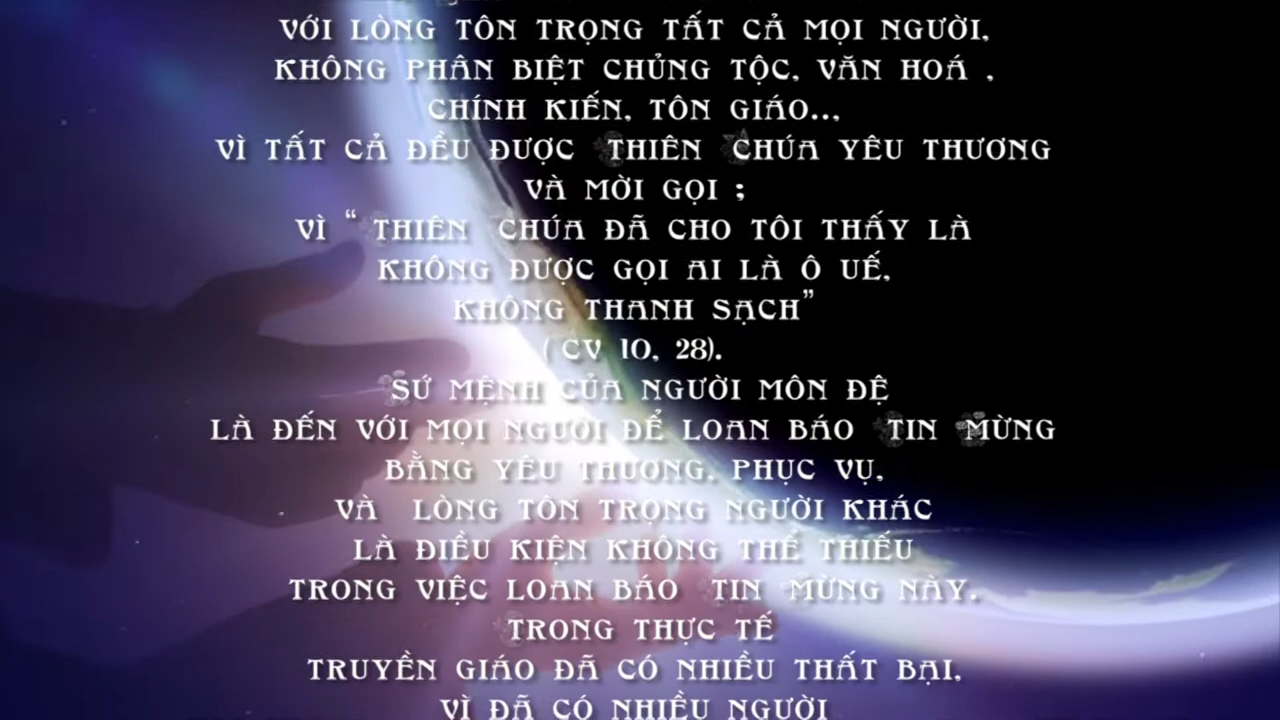 VỚI LÒNG TÔN TRỌNG TẤT CẢ MỌI NGƯỜI,
KHÔNG PHÂN BIỆT CHỦNG TỘC, VĂN HOÁ ,
CHÍNH KIẾN, TÔN GIÁO...,
VÌ TẤT CẢ ĐỀU ĐƯỢC THIÊN CHÚA YÊU THƯƠNG
VÀ MỜI GỌI ;
VÌ “ THIÊN CHÚA ĐÃ CHO TÔI THẤY LÀ
KHÔNG ĐƯỢC GỌI AI LÀ Ô UẾ,
KHÔNG THANH SẠCH”
( CV 10, 28).
SỨ MỆNH CỦA NGƯỜI MÔN ĐỆ
LÀ ĐẾN VỚI MỌI NGƯỜI ĐỂ LOAN BÁO TIN MỪNG
BẰNG YÊU THƯƠNG, PHỤC VỤ,
VÀ LÒNG TÔN TRỌNG NGƯỜI KHÁC
LÀ ĐIỀU KIỆN KHÔNG THỂ THIẾU
TRONG VIỆC LOAN BÁO TIN MỪNG NÀY.
TRONG THỰC TẾ
TRUYỀN GIÁO ĐÃ CÓ NHIỀU THẤT BẠI,
VÌ ĐÃ CÓ NHIỀU NGƯỜI